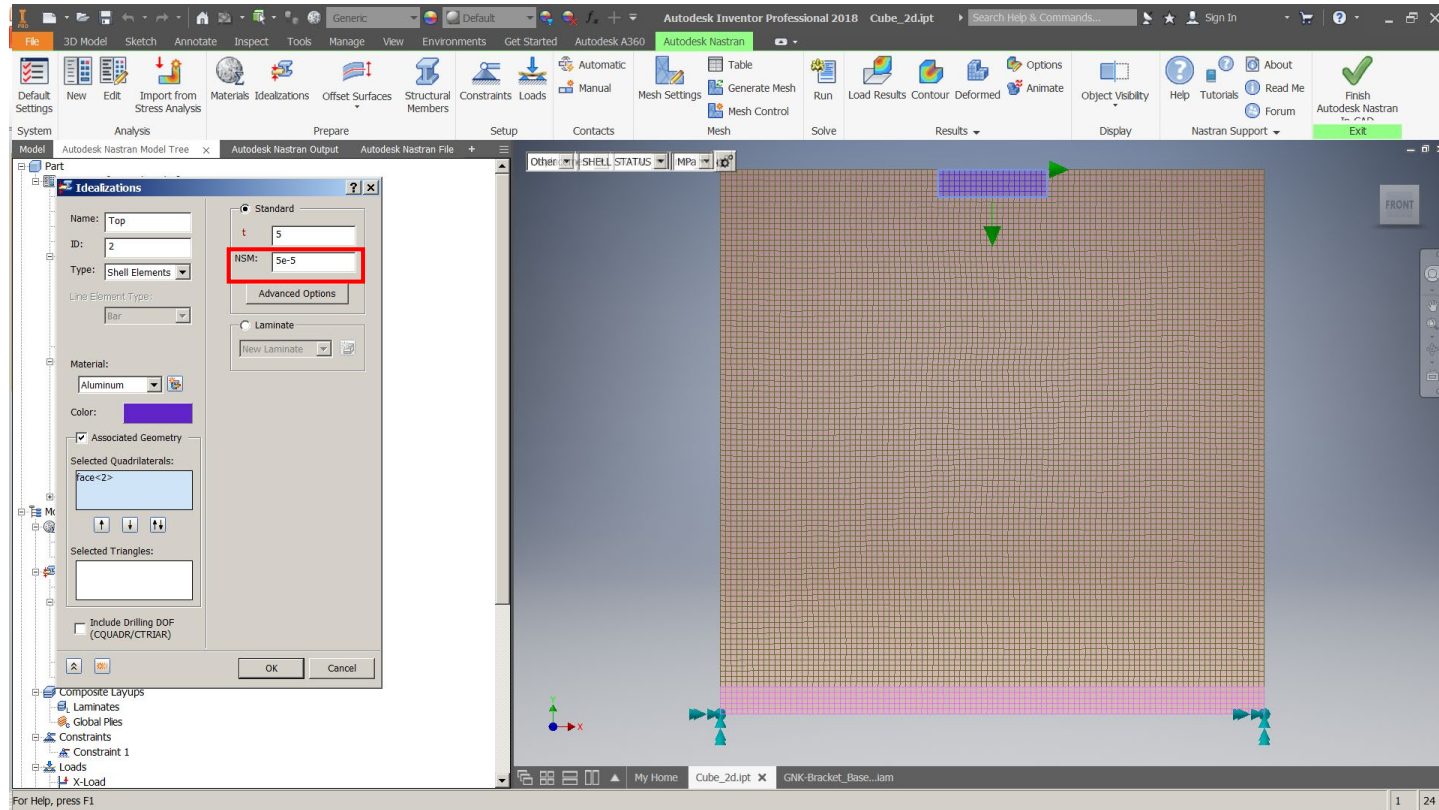 PRO
Generic
Default
Autodesk Inventor Professional 2018 Cube_2d.ipt
Search Help & Commands...
Sign In
File 3D Model Sketch Annotate Inspect Tools Manage View Environments Get Started Autodesk A360 Autodesk Nastran
Default Settings
New
Edit
Import from Stress Analysis
Materials
Idealizations
Offset Surfaces
Structural Members
Constraints
Loads
Automatic
Manual
Mesh Settings
Table
Generate Mesh
Mesh Control
Run
Load Results
Contour
Deformed
Options
Animate
Object Visibility
Help
Tutorials
About
Read Me
Forum
Finish Autodesk Nastran In-CAD
System Analysis Prepare Setup Contacts Mesh Solve Results Display Nastran Support Exit
Model Autodesk Nastran Model Tree x Autodesk Nastran Output Autodesk Nastran File +
Part
Idealizations
Name: Top
ID: 2
Type: Shell Elements
Line Element Type:
Bar
Material:
Aluminum
Color:
Associated Geometry
Selected Quadrilaterals:
face<2>
Selected Triangles:
Include Drilling DOF
(CQUADR/CTRIAR)
Standard
t 5
NSM: 5e-5
Advanced Options
Laminate
New Laminate
OK Cancel
Composite Layups
Laminates
Global Plies
Constraints
Constraint 1
Loads
X-Load
Other SHELL STATUS MPa
FRONT
Y
X
My Home Cube_2d.ipt GNK-Bracket_Base...iam
For Help, press F1
1 24